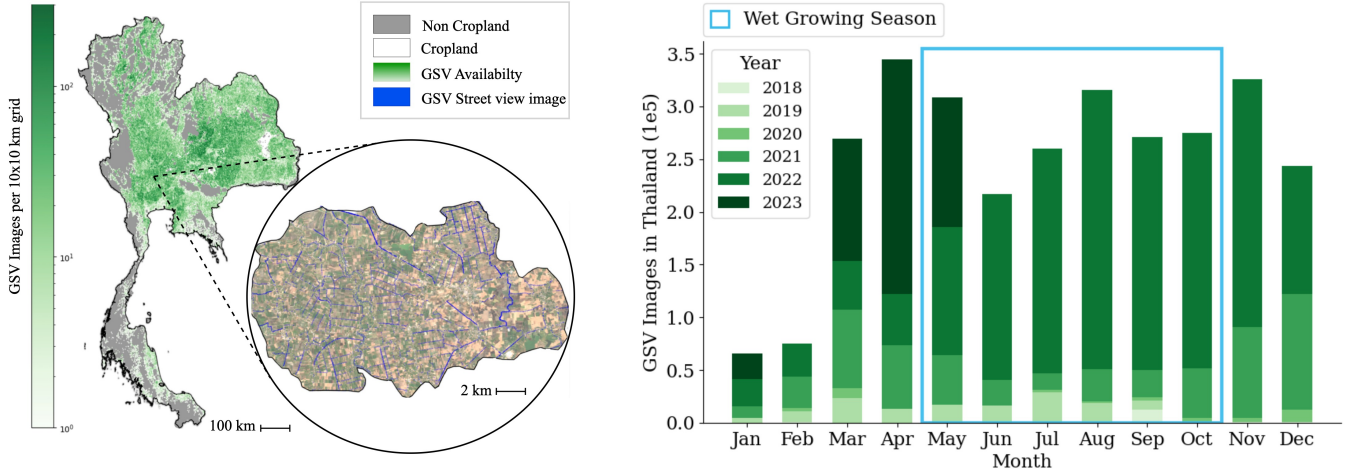 GSV Images per 10x10 km grid
10²
10¹
10⁰
Non Cropland
Cropland
GSV Availabilty
GSV Street view image
2 km
100 km
Wet Growing Season
GSV Images in Thailand (1e5)
3.5
3.0
2.5
2.0
1.5
1.0
0.5
0.0
Year
2018
2019
2020
2021
2022
2023
Jan Feb Mar Apr May Jun Jul Aug Sep Oct Nov Dec
Month